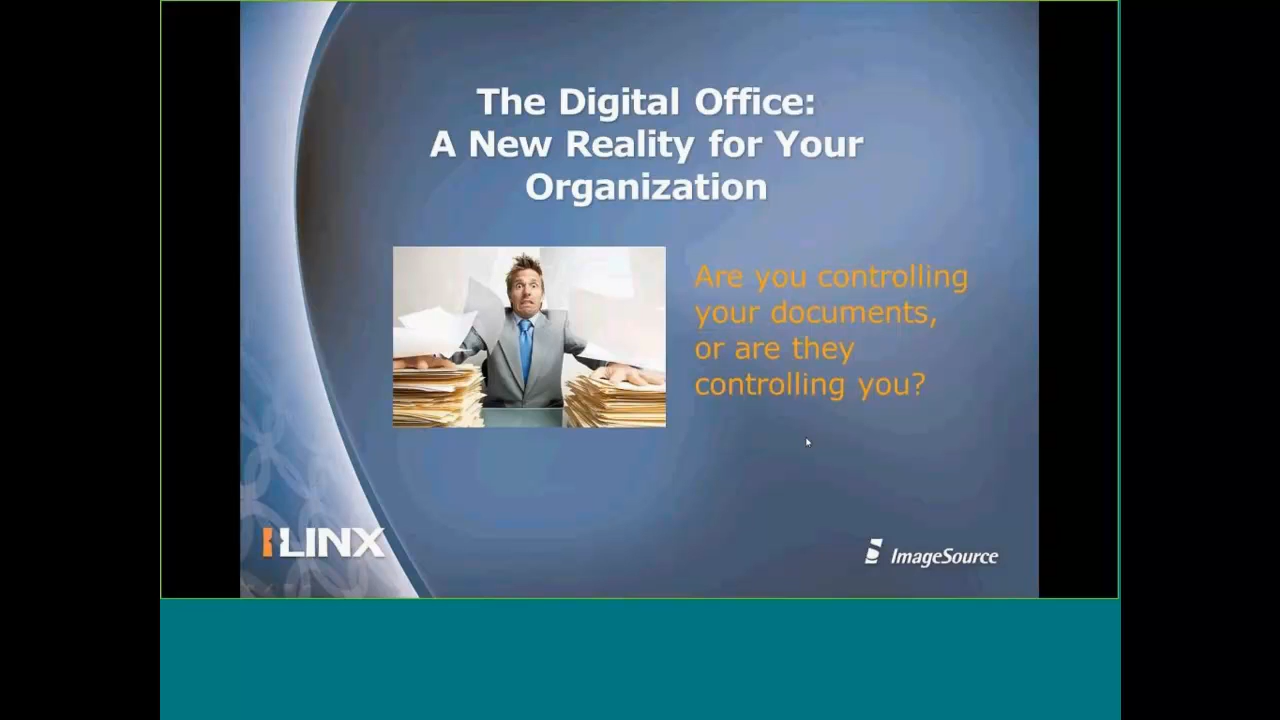 The Digital Office:
A New Reality for Your
Organization
Are you controlling
your documents,
or are they
controlling you?
ILINX
ImageSource